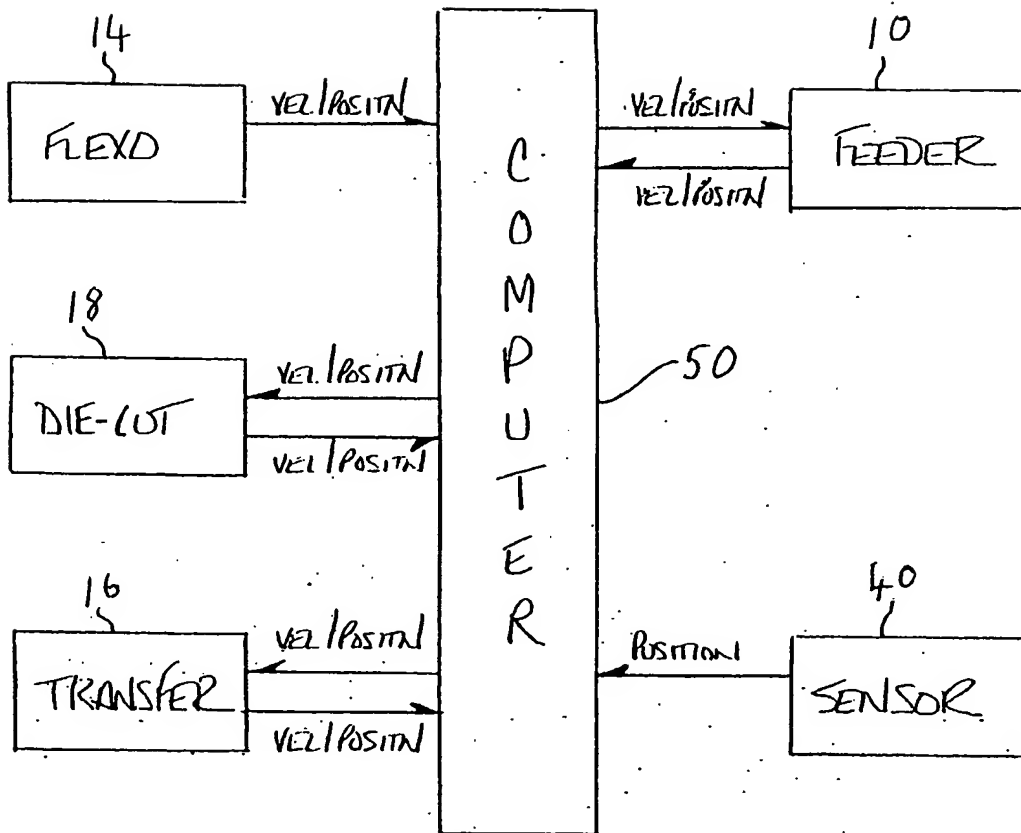 14
FLEXO
VEL/POSITN
18
DIE-CUT
VEL/POSITN
VEL/POSITN
16
TRANSFER
VEL/POSITN
VEL/POSITN
COMPUTER
50
10
FEEDER
VEL/POSITN
VEL/POSITN
40
SENSOR
POSITION